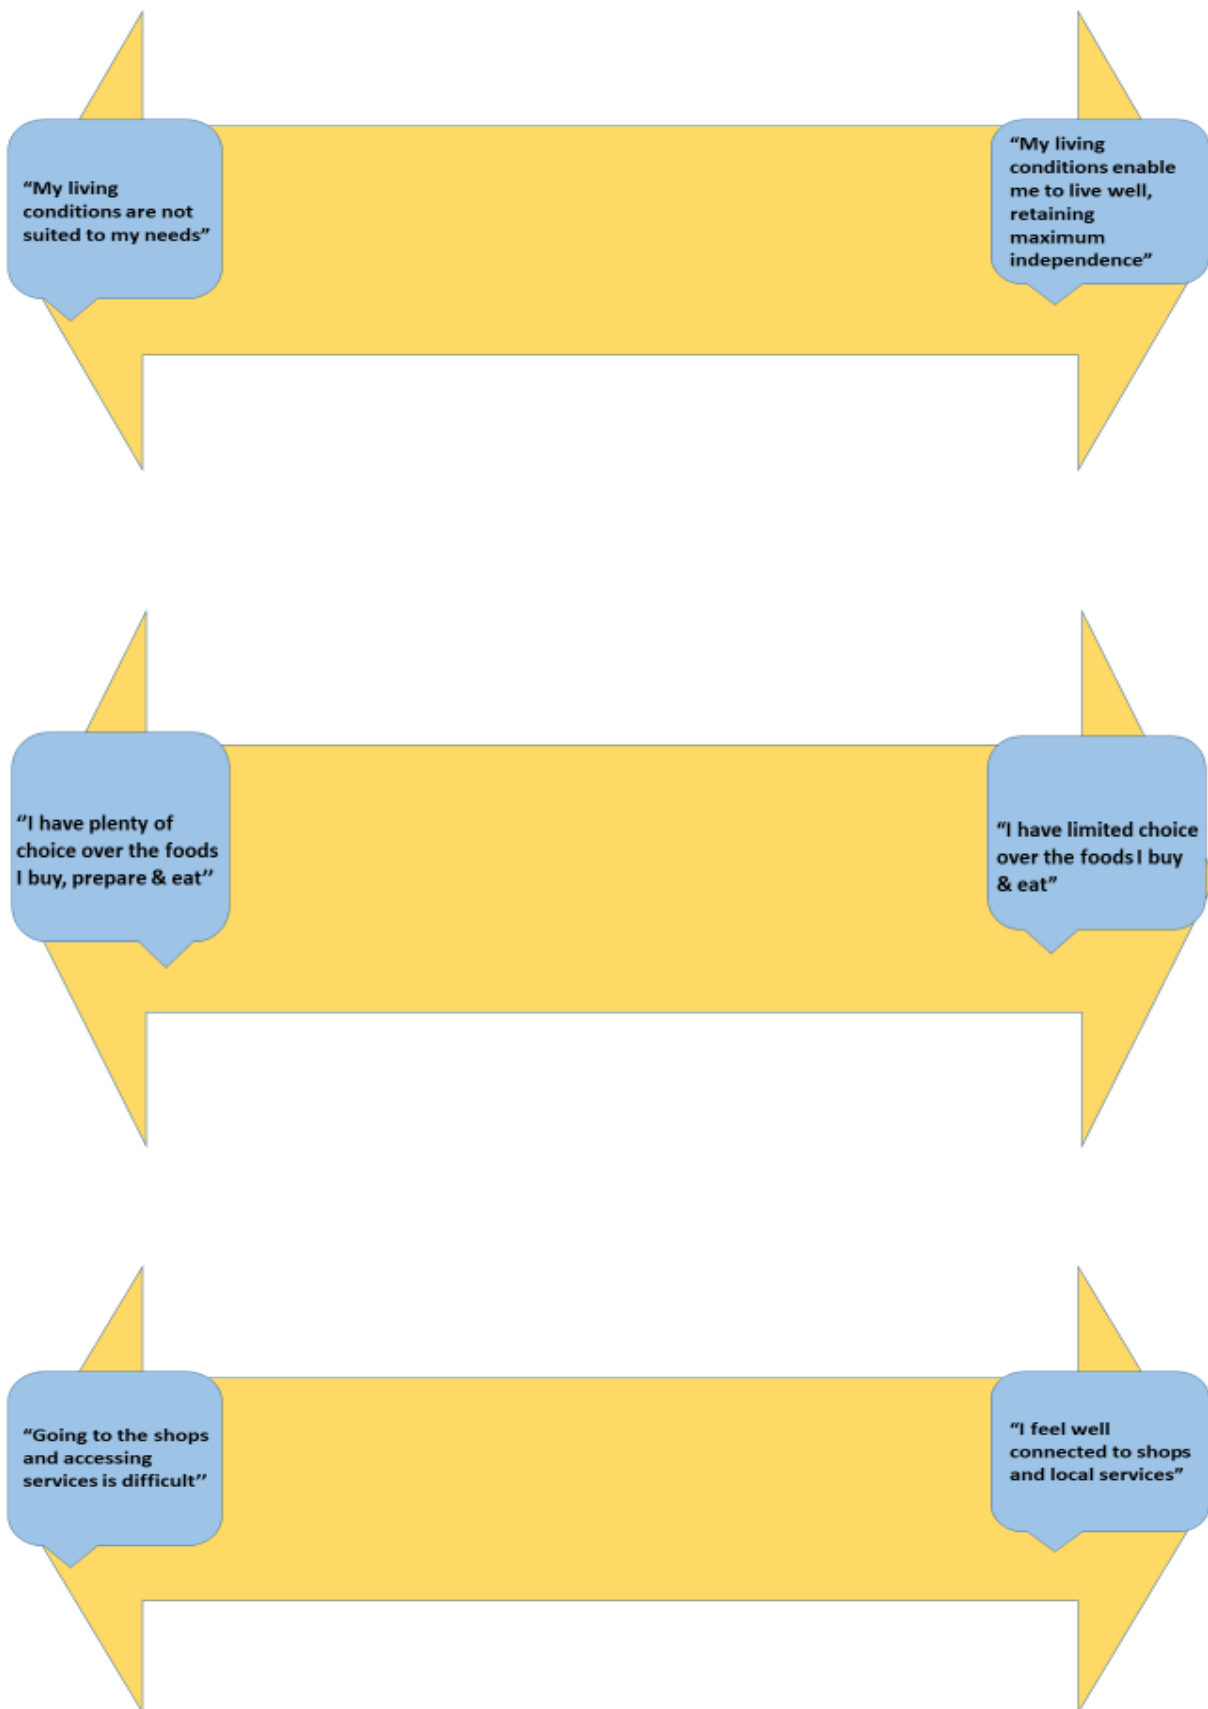 “My living
conditions are not
suited to my needs”
“My living
conditions enable
me to live well,
retaining
maximum
independence”
‘’I have plenty of
choice over the foods
I buy, prepare & eat’’
“I have limited choice
over the foods I buy
& eat”
“Going to the shops
and accessing
services is difficult’’
“I feel well
connected to shops
and local services”